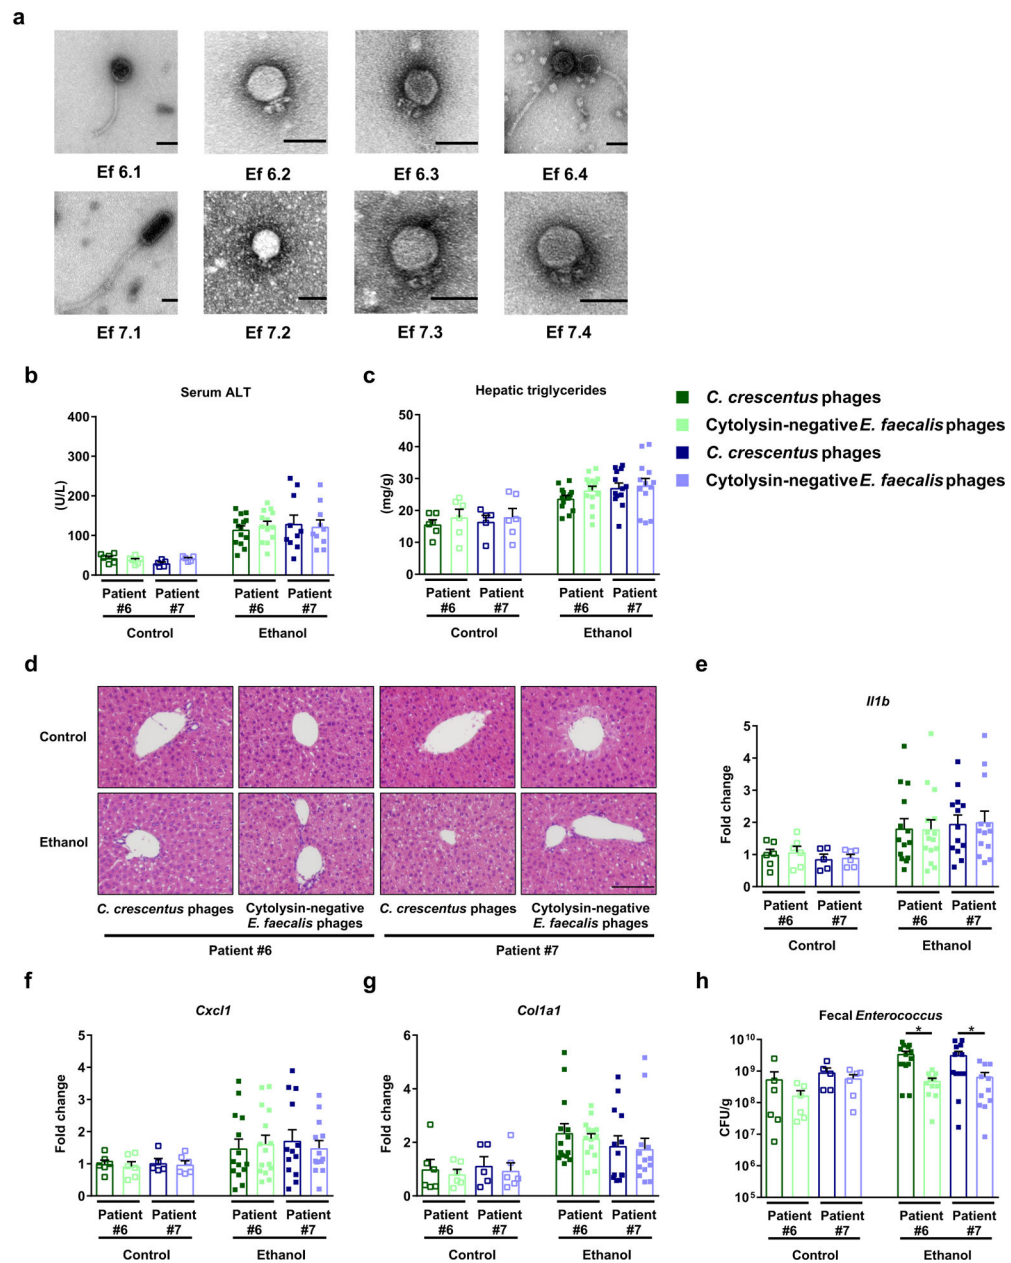 a
Ef 6.1
Ef 6.2
Ef 6.3
Ef 6.4
Ef 7.1
Ef 7.2
Ef 7.3
Ef 7.4
b
Serum ALT
(U/L)
400
300
200
100
0
Patient #6
Patient #7
Patient #6
Patient #7
Control
Ethanol
c
Hepatic triglycerides
(mg/g)
50
40
30
20
10
0
Patient #6
Patient #7
Patient #6
Patient #7
Control
Ethanol
C. crescentus phages
Cytolysin-negative E. faecalis phages
C. crescentus phages
Cytolysin-negative E. faecalis phages
d
Control
Ethanol
C. crescentus phages
Cytolysin-negative
E. faecalis phages
C. crescentus phages
Cytolysin-negative
E. faecalis phages
Patient #6
Patient #7
e
Il1b
Fold change
5
4
3
2
1
0
Patient #6
Patient #7
Patient #6
Patient #7
Control
Ethanol
f
Cxcl1
Fold change
5
4
3
2
1
0
Patient #6
Patient #7
Patient #6
Patient #7
Control
Ethanol
g
Col1a1
Fold change
6
4
2
0
Patient #6
Patient #7
Patient #6
Patient #7
Control
Ethanol
h
Fecal Enterococcus
CFU/g
10¹⁰
10⁹
10⁸
10⁷
10⁶
10⁵
*
*
Patient #6
Patient #7
Patient #6
Patient #7
Control
Ethanol